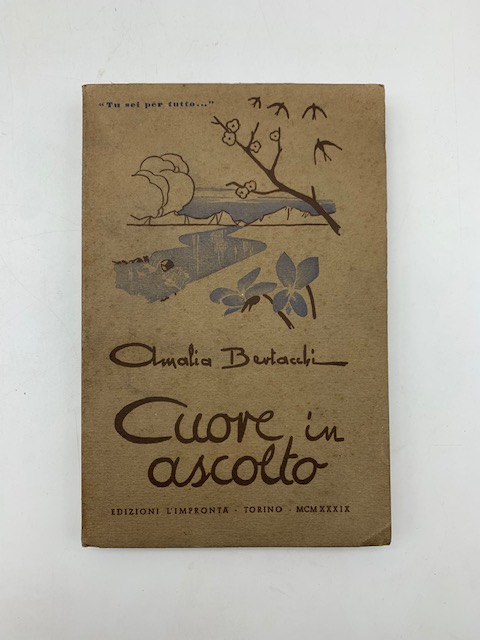 "Tu sei per tutto..."
Amalia Bertacchi
Cuore in
ascolto
EDIZIONI L'IMPRONTA - TORINO - MCMXXXIX